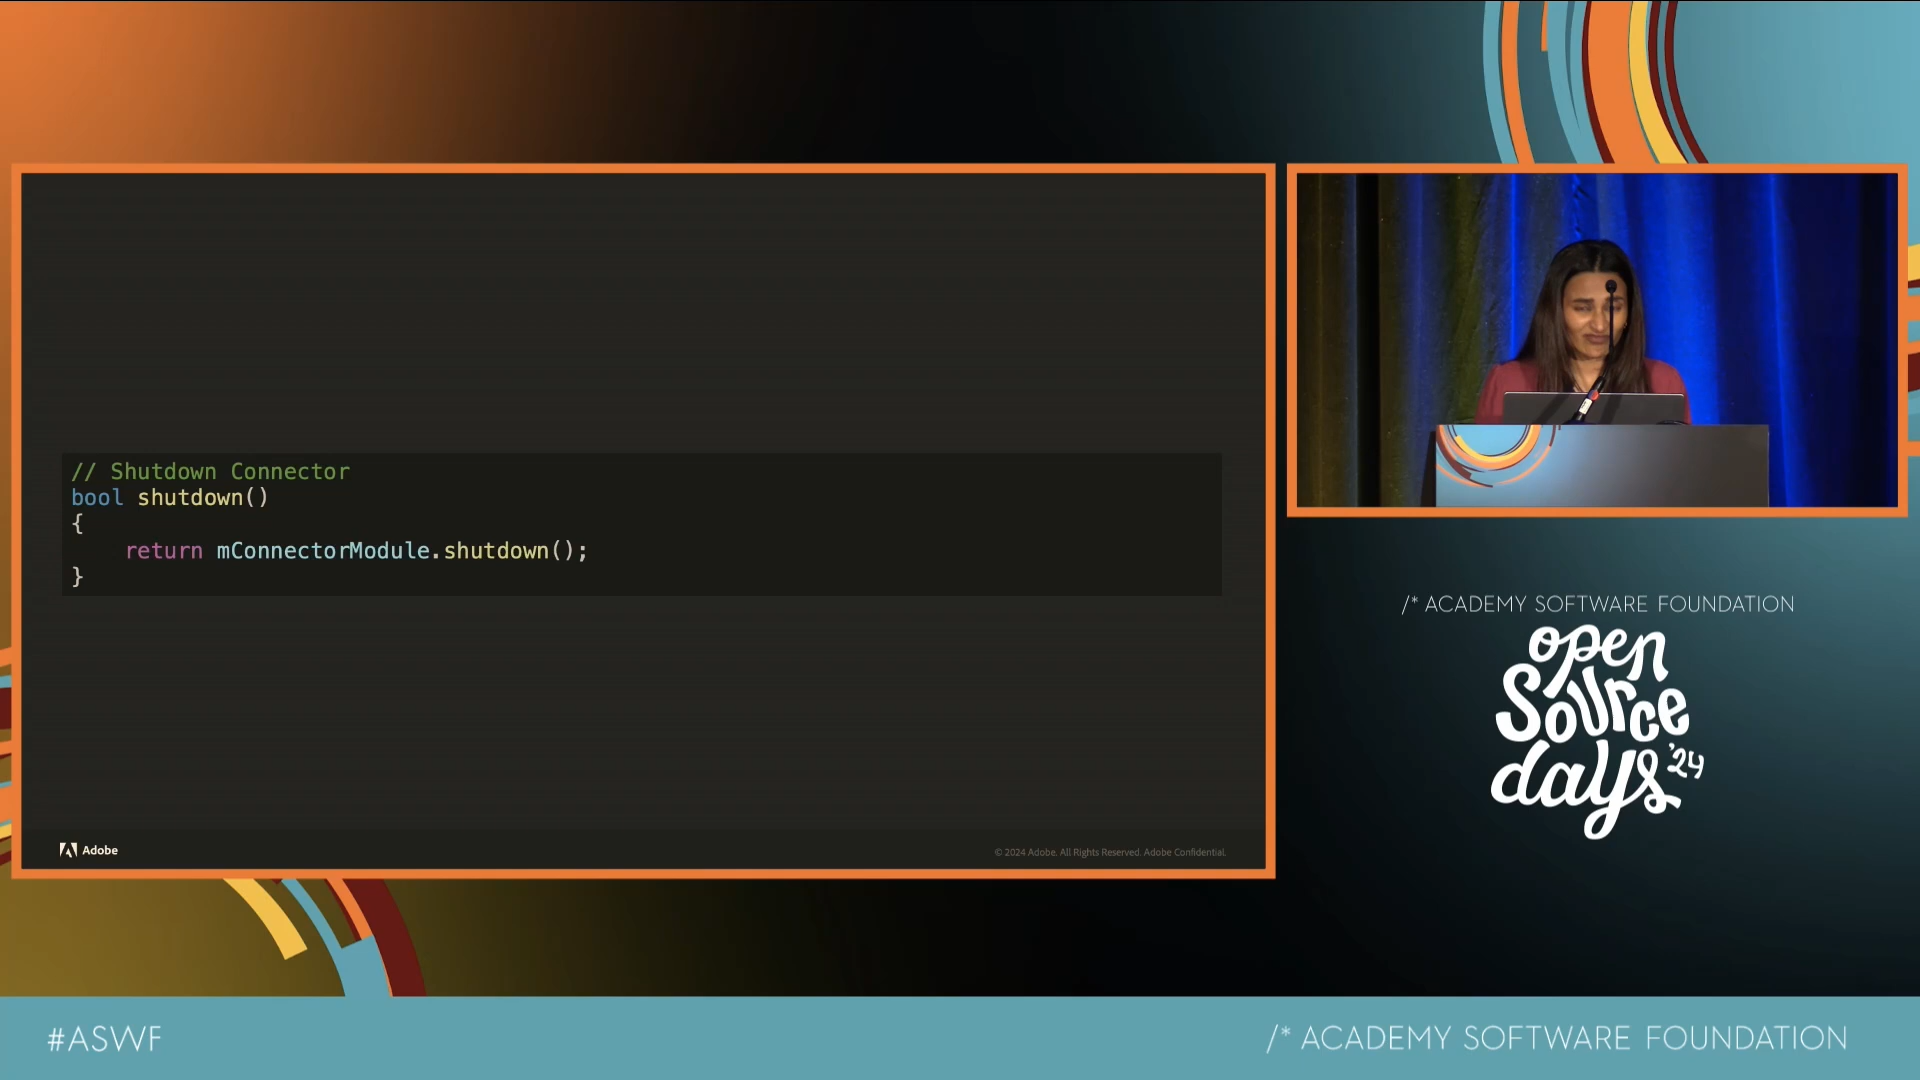 // Shutdown Connector
bool shutdown()
{
    return mConnectorModule.shutdown();
}
Adobe
© 2024 Adobe. All Rights Reserved. Adobe Confidential.
/* ACADEMY SOFTWARE FOUNDATION
open
Source
days '24
#ASWF
/* ACADEMY SOFTWARE FOUNDATION